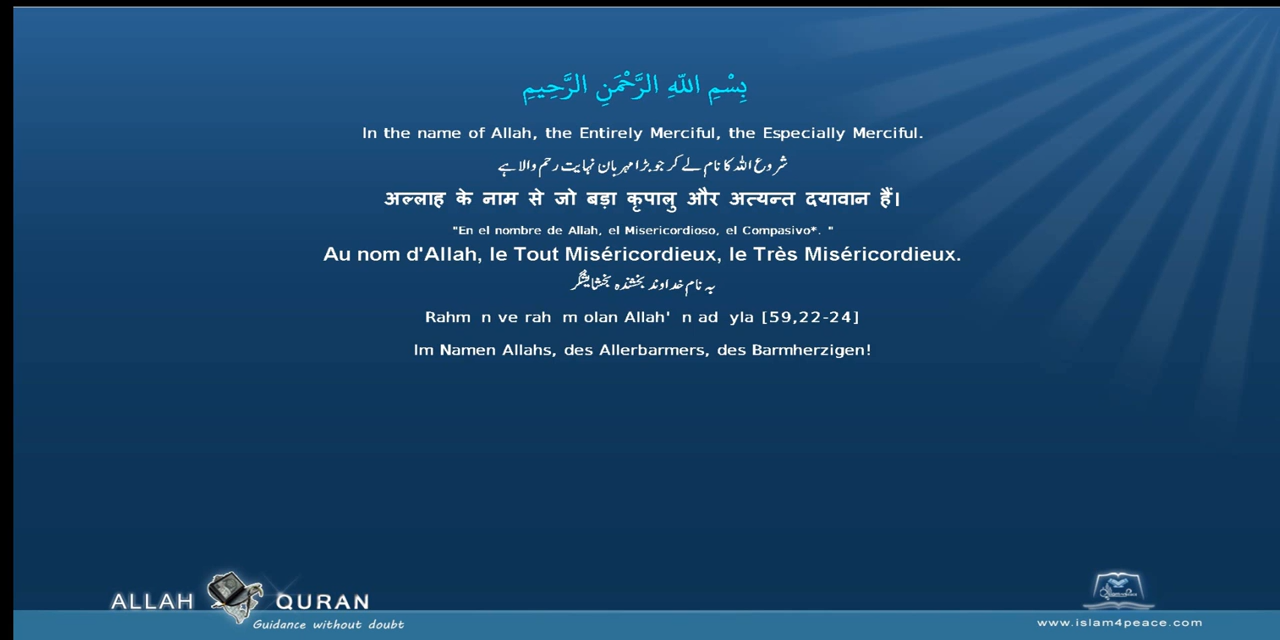 بِسْمِ اللّهِ الرَّحْمَنِ الرَّحِيمِ
In the name of Allah, the Entirely Merciful, the Especially Merciful.
شروع الله کا نام لے کر جو بڑا مہربان نہایت رحم والا ہے
अल्लाह के नाम से जो बड़ा कृपालु और अत्यन्त दयावान हैं।
"En el nombre de Allah, el Misericordioso, el Compasivo*. "
Au nom d'Allah, le Tout Miséricordieux, le Très Miséricordieux.
به نام خداوند بخشنده بخشایشگر
Rahm n ve rah m olan Allah' n ad yla [59,22-24]
Im Namen Allahs, des Allerbarmers, des Barmherzigen!
ALLAH QURAN
Guidance without doubt
www.islam4peace.com